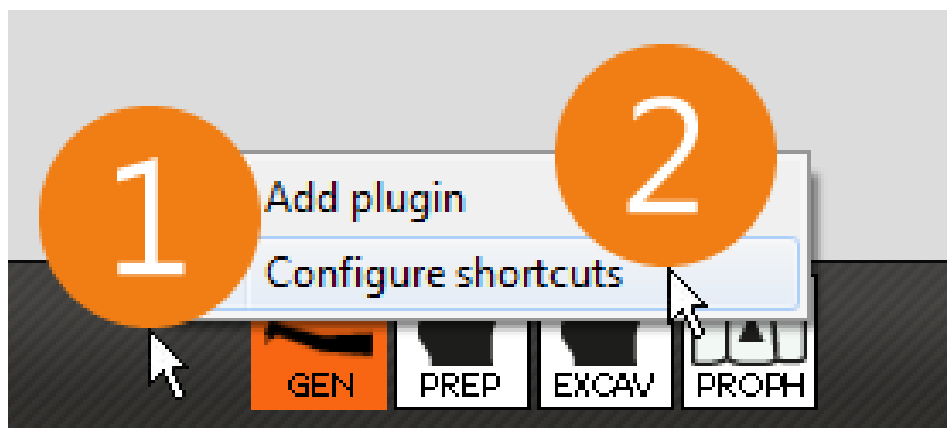 1
2
Add plugin
Configure shortcuts
GEN PREP EXCAV PROPH